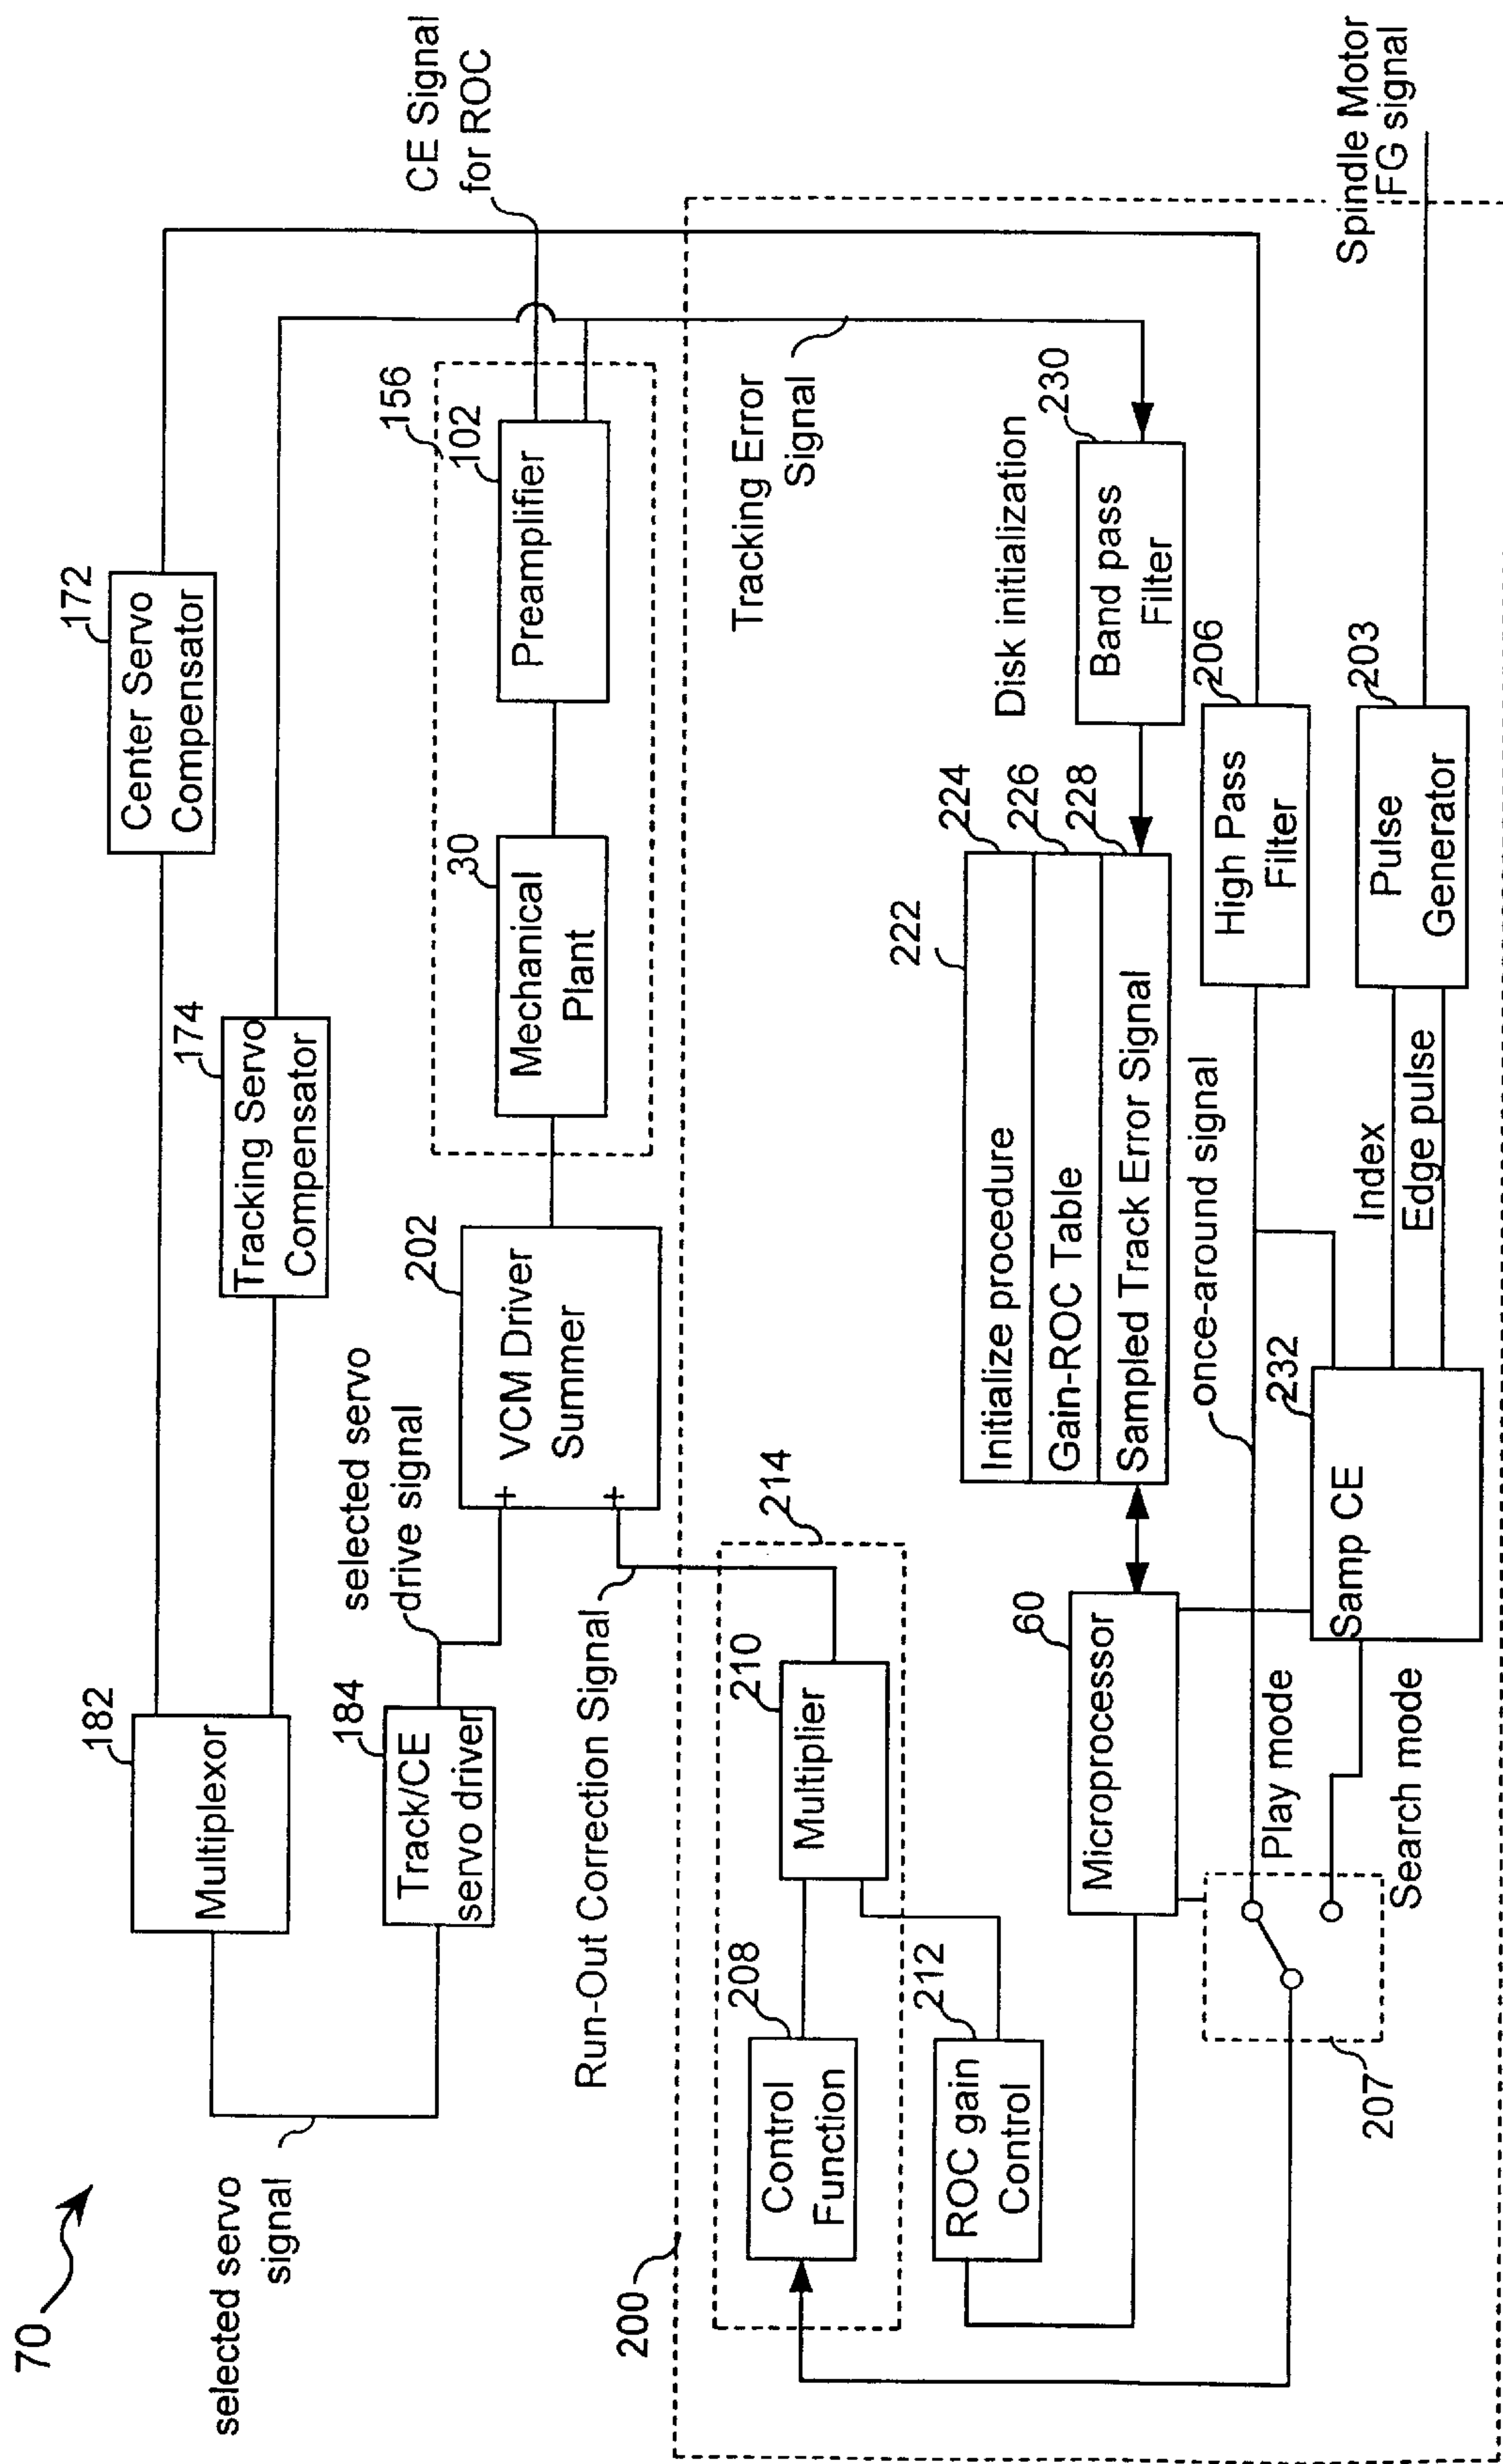 70
selected servo
signal
182
Multiplexor
172
Center Servo
Compensator
174
Tracking Servo
Compensator
184
Track/CE
servo driver
selected servo
drive signal
202
VCM Driver
Summer
+
+
30
Mechanical
Plant
156
102
Preamplifier
CE Signal
for ROC
Run-Out Correction Signal
Tracking Error
Signal
200
214
208
Control
Function
210
Multiplier
212
ROC gain
Control
60
Microprocessor
222
224
226
228
Initialize procedure
Gain-ROC Table
Sampled Track Error Signal
Disk initialization
230
Band pass
Filter
206
High Pass
Filter
once-around signal
207
Play mode
Search mode
232
Samp CE
Index
Edge pulse
203
Pulse
Generator
Spindle Motor
FG signal